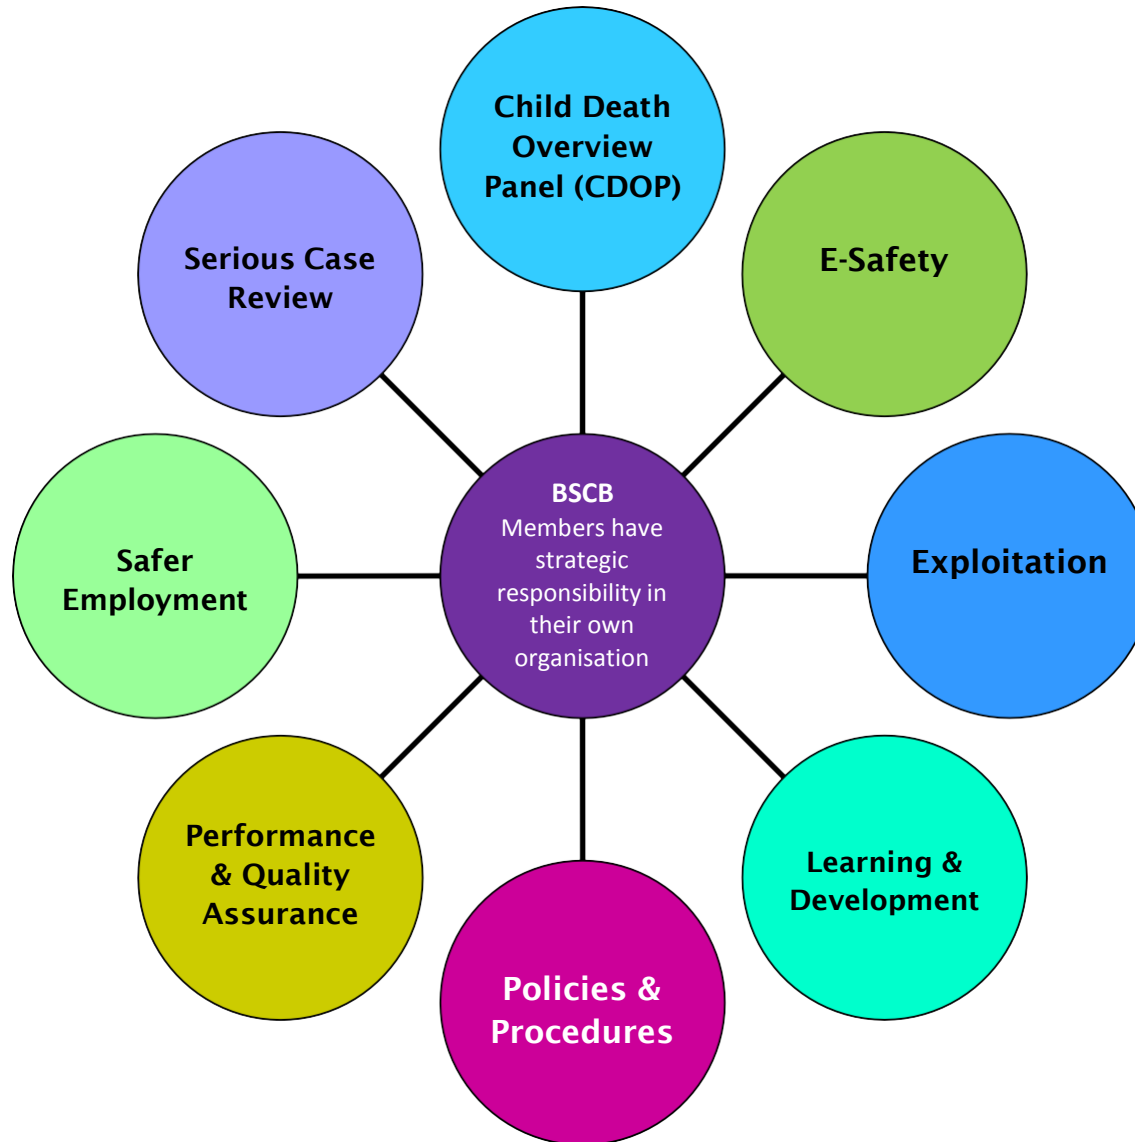 Child Death
Overview
Panel (CDOP)
E-Safety
Exploitation
Learning &
Development
Policies &
Procedures
Performance
& Quality
Assurance
Safer
Employment
Serious Case
Review
BSCB
Members have
strategic
responsibility in
their own
organisation